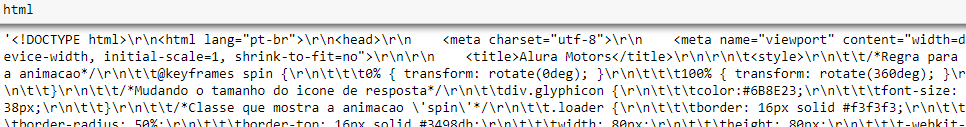 html
'<!DOCTYPE html>\r\n<html lang="pt-br">\r\n<head>\r\n    <meta charset="utf-8">\r\n    <meta name="viewport" content="width=d
evice-width, initial-scale=1, shrink-to-fit=no">\r\n\r\n    <title>Alura Motors</title>\r\n\r\n\t<style>\r\n\t\t/*Regra para
a animacao*/\r\n\t\t@keyframes spin {\r\n\t\t\t0% { transform: rotate(0deg); }\r\n\t\t\t100% { transform: rotate(360deg); }\r
\n\t\t}\r\n\t\t/*Mudando o tamanho do icone de resposta*/\r\n\t\tdiv.glyphicon {\r\n\t\t\tcolor:#6B8E23;\r\n\t\t\tfont-size:
38px;\r\n\t\t}\r\n\t\t/*Classe que mostra a animacao \'spin\'*/\r\n\t\t.loader {\r\n\t\t\tborder: 16px solid #f3f3f3;\r\n\t\t
\tborder-radius: 50%;\r\n\t\t\tborder-top: 16px solid #3498db;\r\n\t\t\twidth: 80px;\r\n\t\t\theight: 80px;\r\n\t\t\t-webkit-